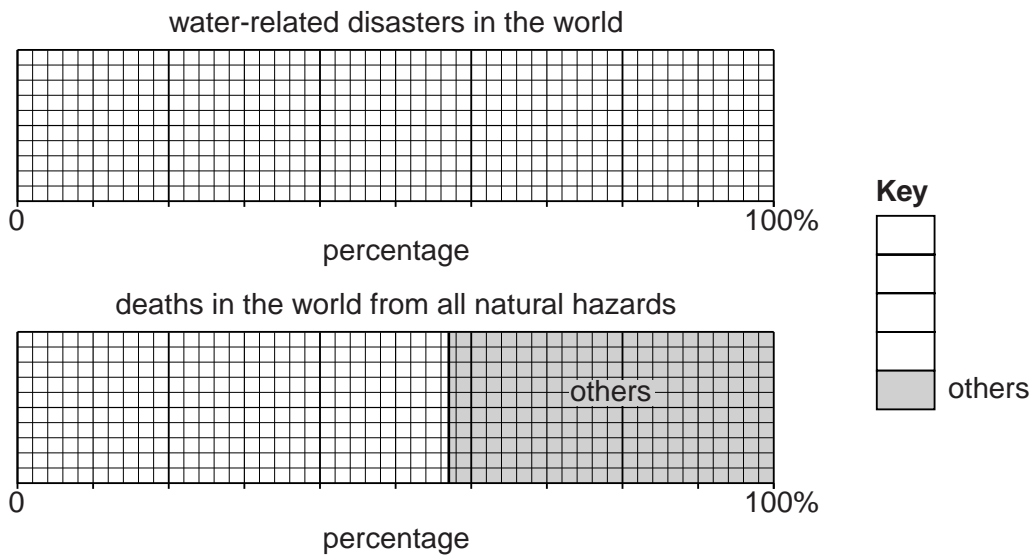 water-related disasters in the world
0
100%
percentage
Key
others
deaths in the world from all natural hazards
others
0
100%
percentage